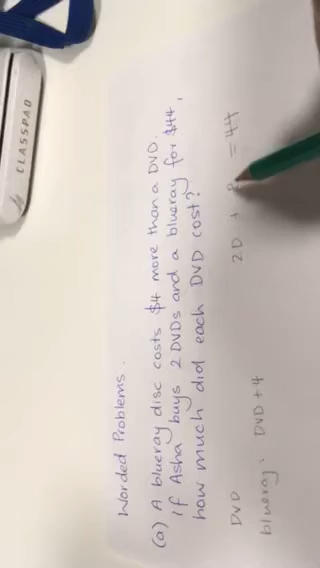 CLASSPAD
Worded Problems.
(a) A blueray disc costs $4 more than a DVD.
If Asha buys 2 DVDs and a blueray for $44,
how much did each DVD cost?
DVD
blueray: DVD + 4
2D + = 44